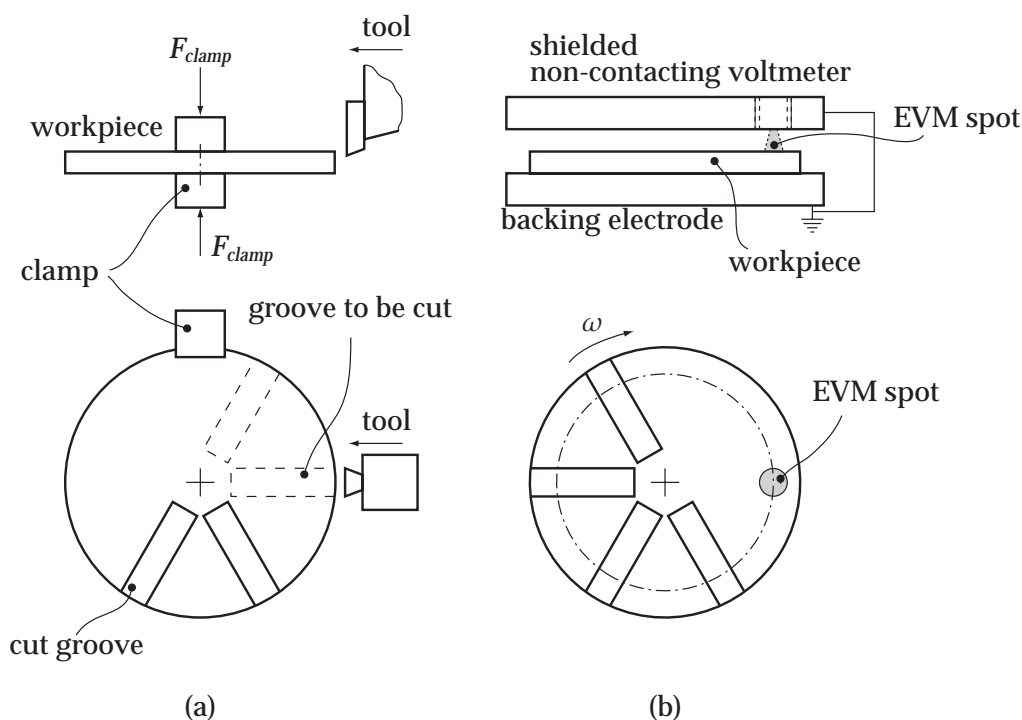 tool
F_clamp
workpiece
F_clamp
clamp
groove to be cut
tool
cut groove
(a)
shielded
non-contacting voltmeter
EVM spot
backing electrode
workpiece
ω
EVM spot
(b)